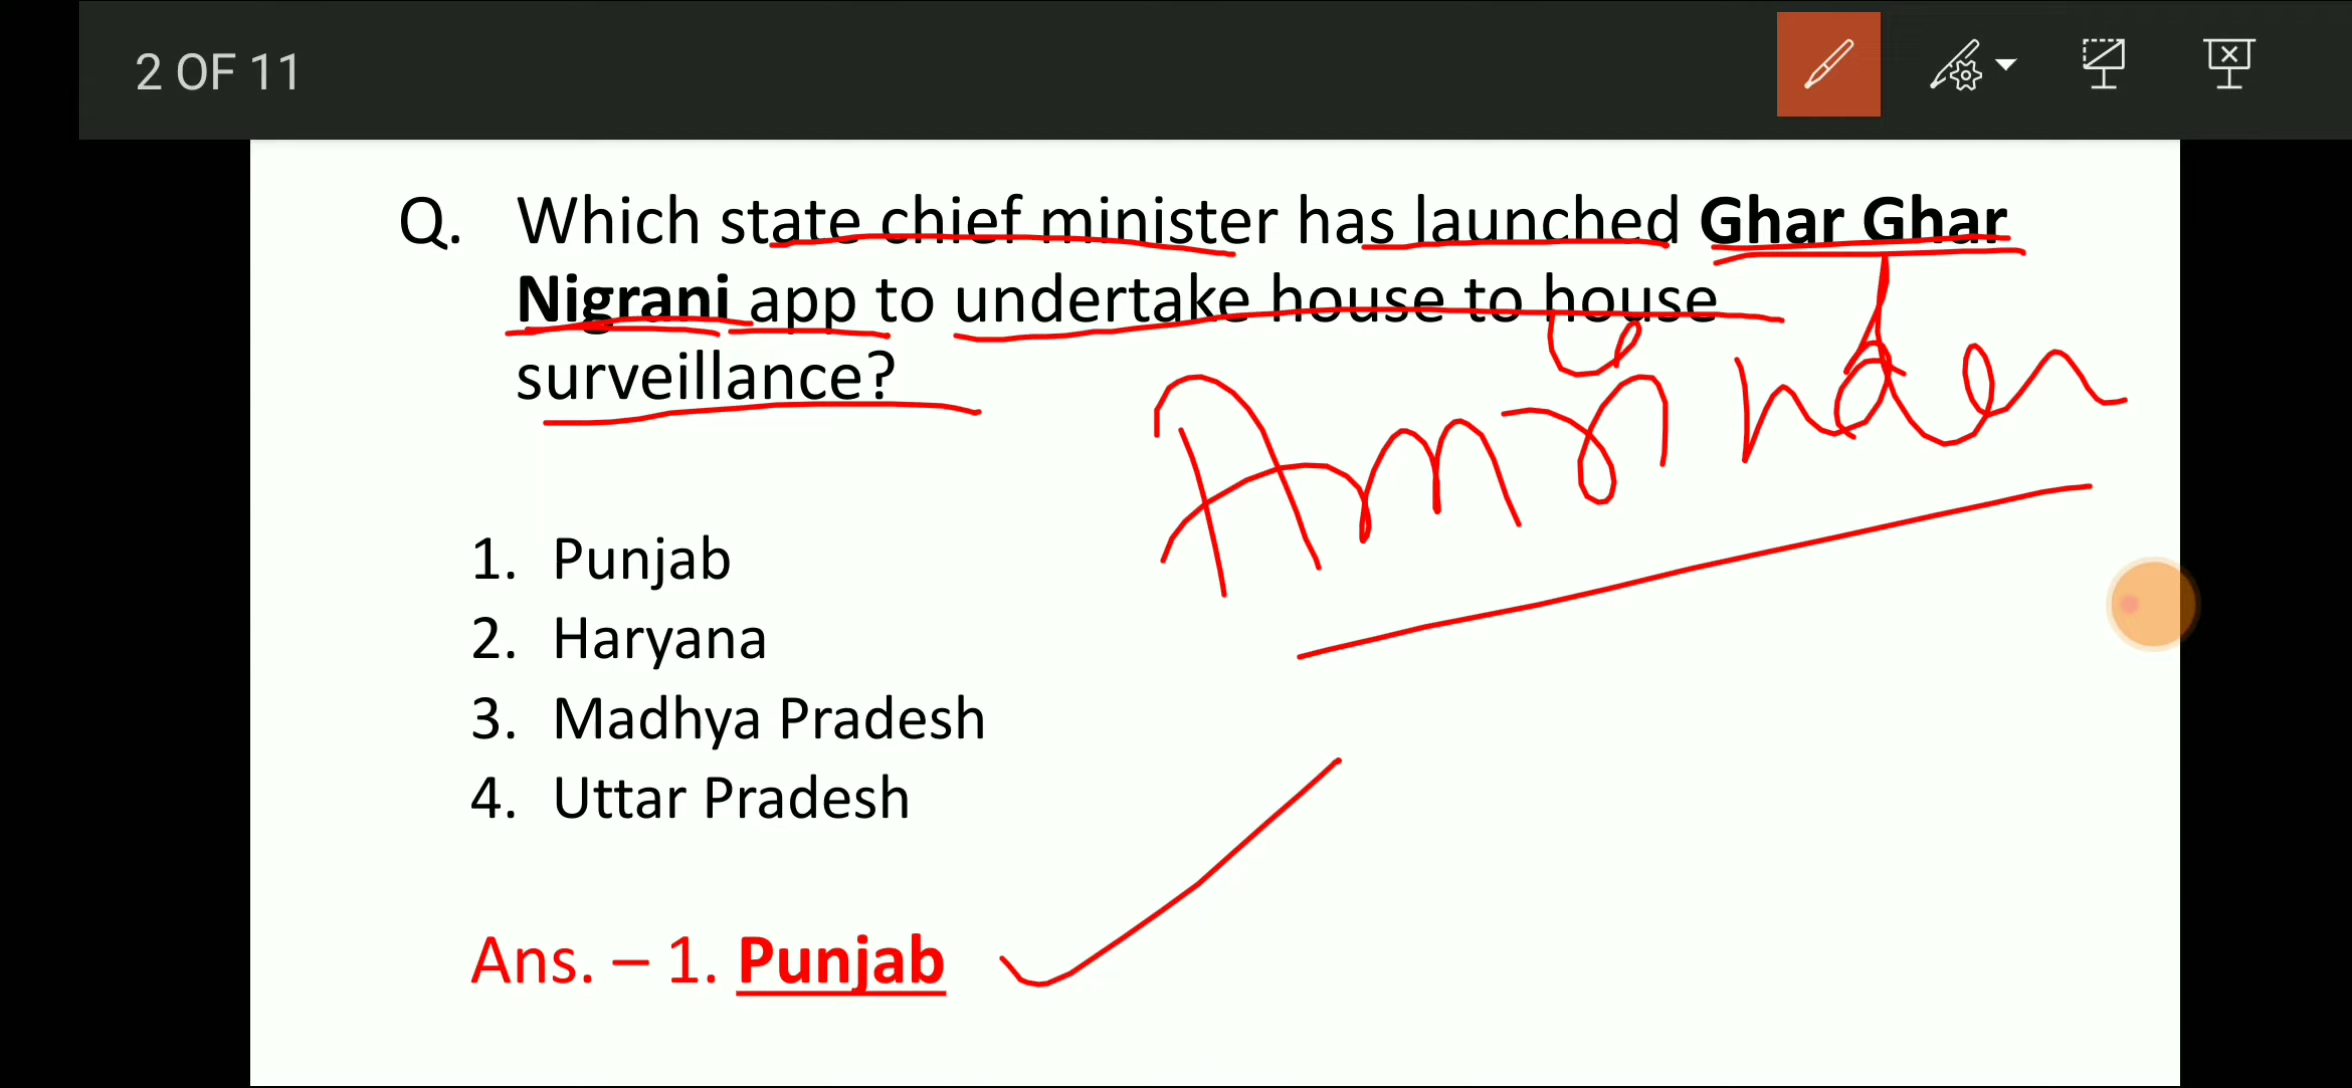 2 OF 11
Q. Which state chief minister has launched Ghar Ghar
Nigrani app to undertake house to house
surveillance?
Amrinder
1. Punjab
2. Haryana
3. Madhya Pradesh
4. Uttar Pradesh
Ans. – 1. Punjab